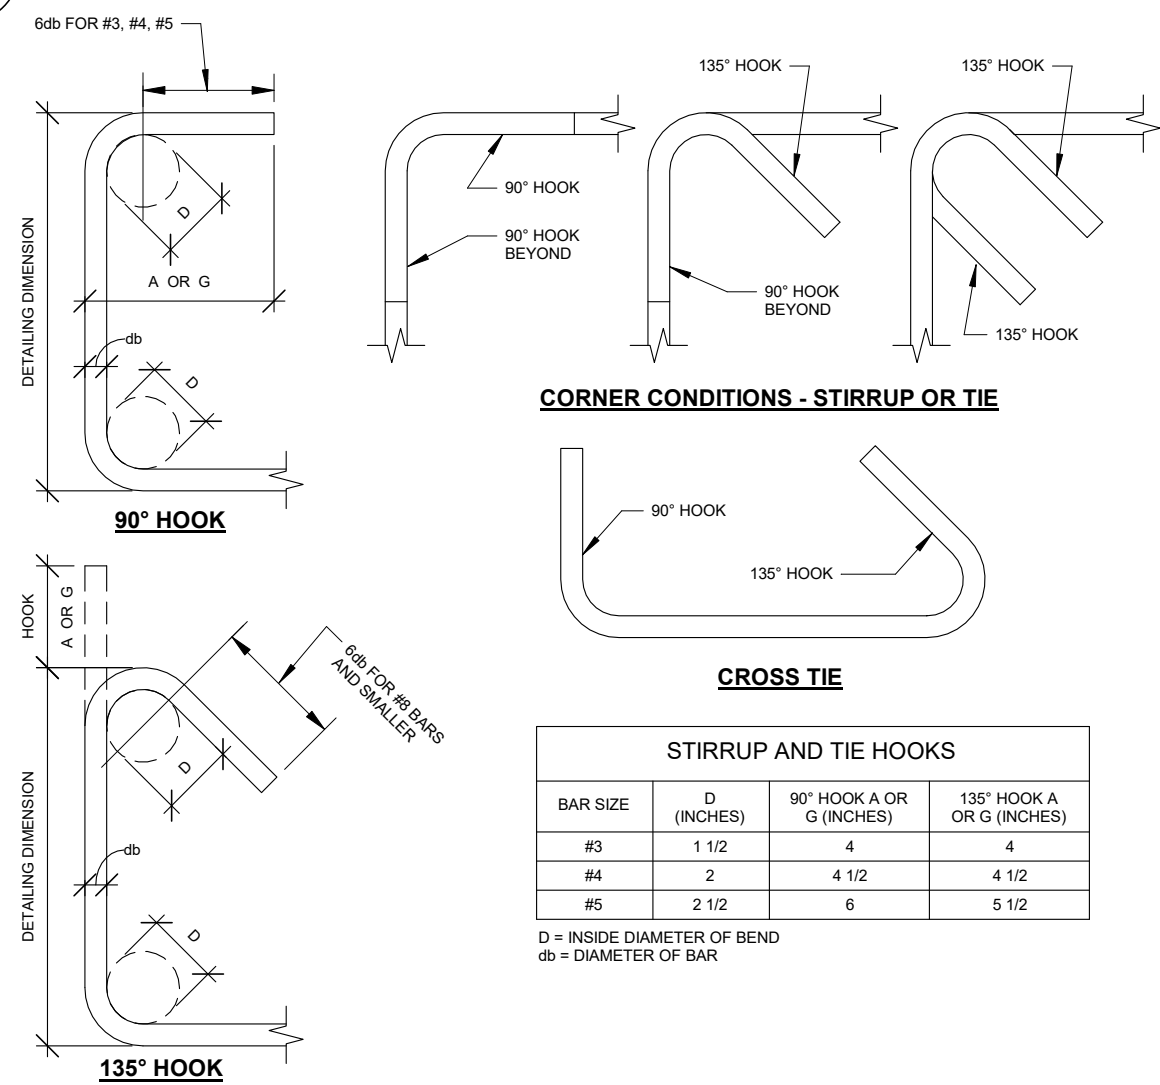 6db FOR #3, #4, #5
DETAILING DIMENSION
D
A OR G
db
D
90° HOOK
90° HOOK
90° HOOK
BEYOND
135° HOOK
90° HOOK
BEYOND
135° HOOK
135° HOOK
CORNER CONDITIONS - STIRRUP OR TIE
90° HOOK
135° HOOK
CROSS TIE
HOOK
A OR G
6db FOR #8 BARS
AND SMALLER
D
DETAILING DIMENSION
db
D
135° HOOK
STIRRUP AND TIE HOOKS
BAR SIZE
D
(INCHES)
90° HOOK A OR
G (INCHES)
135° HOOK A
OR G (INCHES)
#3 1 1/2 4 4
#4 2 4 1/2 4 1/2
#5 2 1/2 6 5 1/2
D = INSIDE DIAMETER OF BEND
db = DIAMETER OF BAR